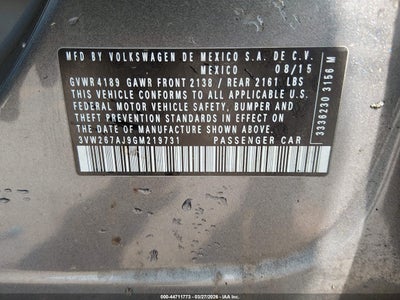 MFD BY VOLKSWAGEN DE MEXICO S.A. DE C.V.
MEXICO 08/15
GVWR 4189 GAWR FRONT 2138 / REAR 2161 LBS
THIS VEHICLE CONFORMS TO ALL APPLICABLE U.S.
FEDERAL MOTOR VEHICLE SAFETY, BUMPER AND
THEFT PREVENTION STANDARDS IN EFFECT ON
THE DATE OF MANUFACTURE SHOWN ABOVE
3VW267AJ9GM219731 PASSENGER CAR
3336230 3156 M
000-44711773 - 03/27/2026 - IAA Inc.